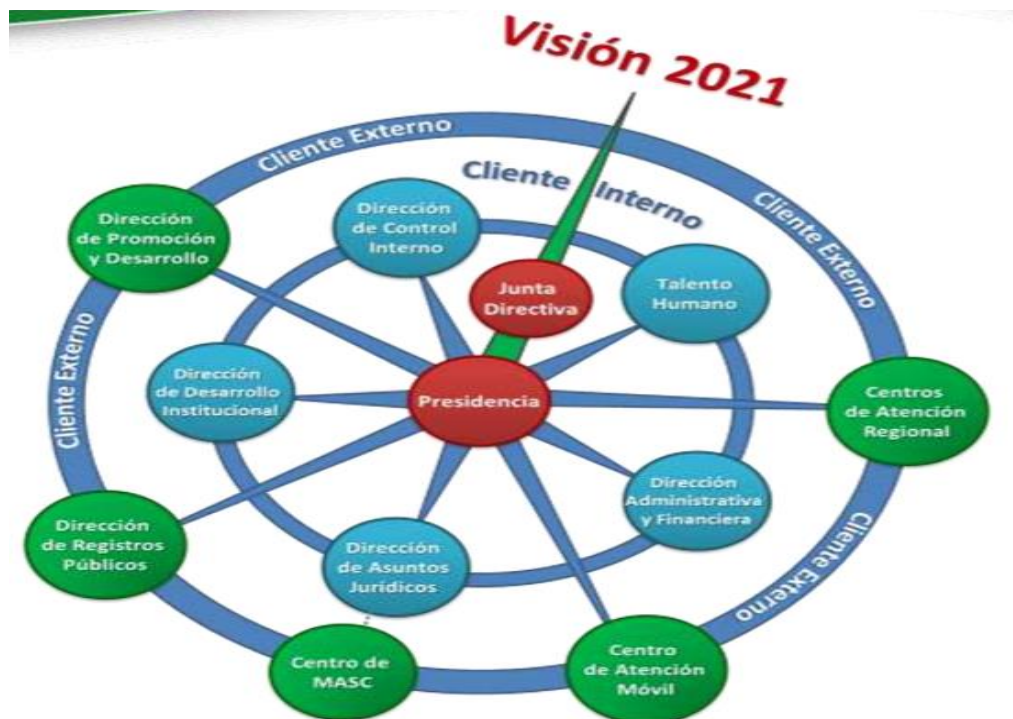 Visión 2021
Cliente Externo
Cliente Interno
Cliente Externo
Dirección
de Promoción
y Desarrollo
Dirección
de Control
Interno
Junta
Directiva
Talento
Humano
Cliente Externo
Dirección
de Desarrollo
Institucional
Presidencia
Centros
de Atención
Regional
Dirección
Administrativa
y Financiera
Dirección
de Registros
Públicos
Dirección
de Asuntos
Jurídicos
Cliente Externo
Centro de
MASC
Centro
de Atención
Móvil